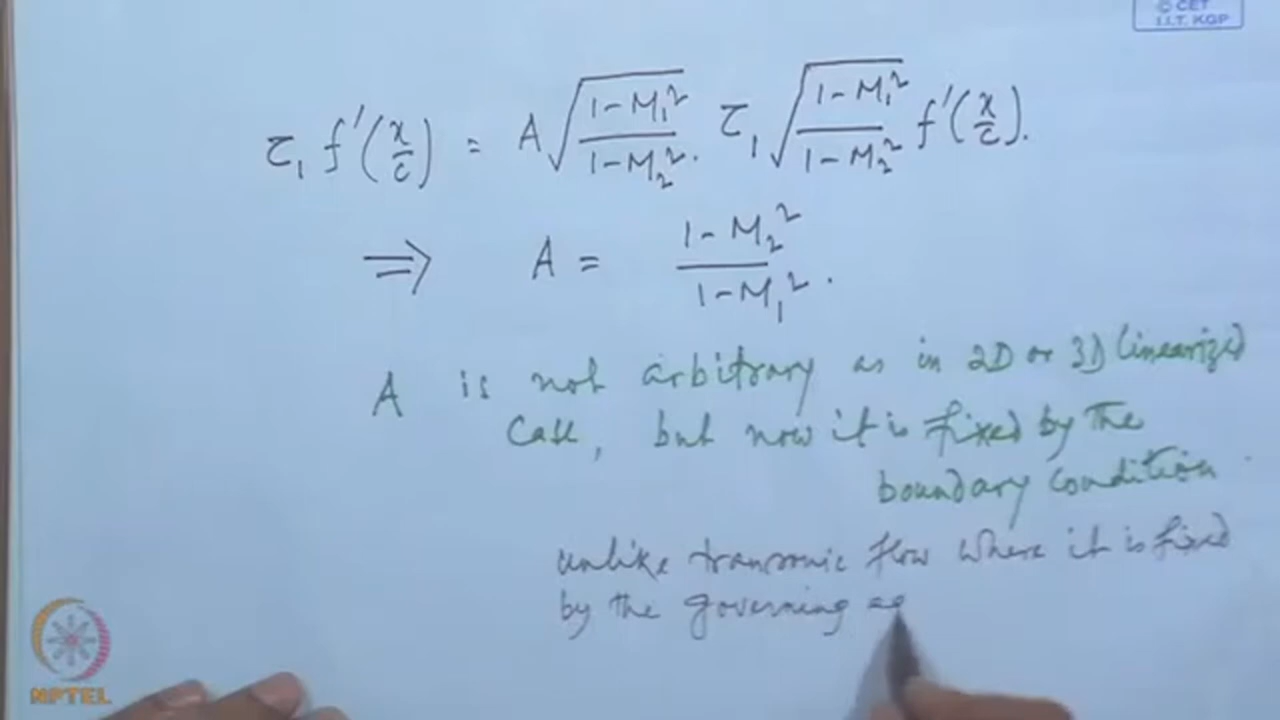 © CET
I.I.T. KGP
τ₁ f′(x/c) = A √((1-M₁²)/(1-M₂²)) . τ₁ √((1-M₁²)/(1-M₂²)) f′(x/c).
⇒ A = (1-M₂²)/(1-M₁²) .
A is not arbitrary as in 2D or 3D linearized
case, but now it is fixed by the
boundary condition .
unlike transonic flow where it is fixed
by the governing eq
NPTEL